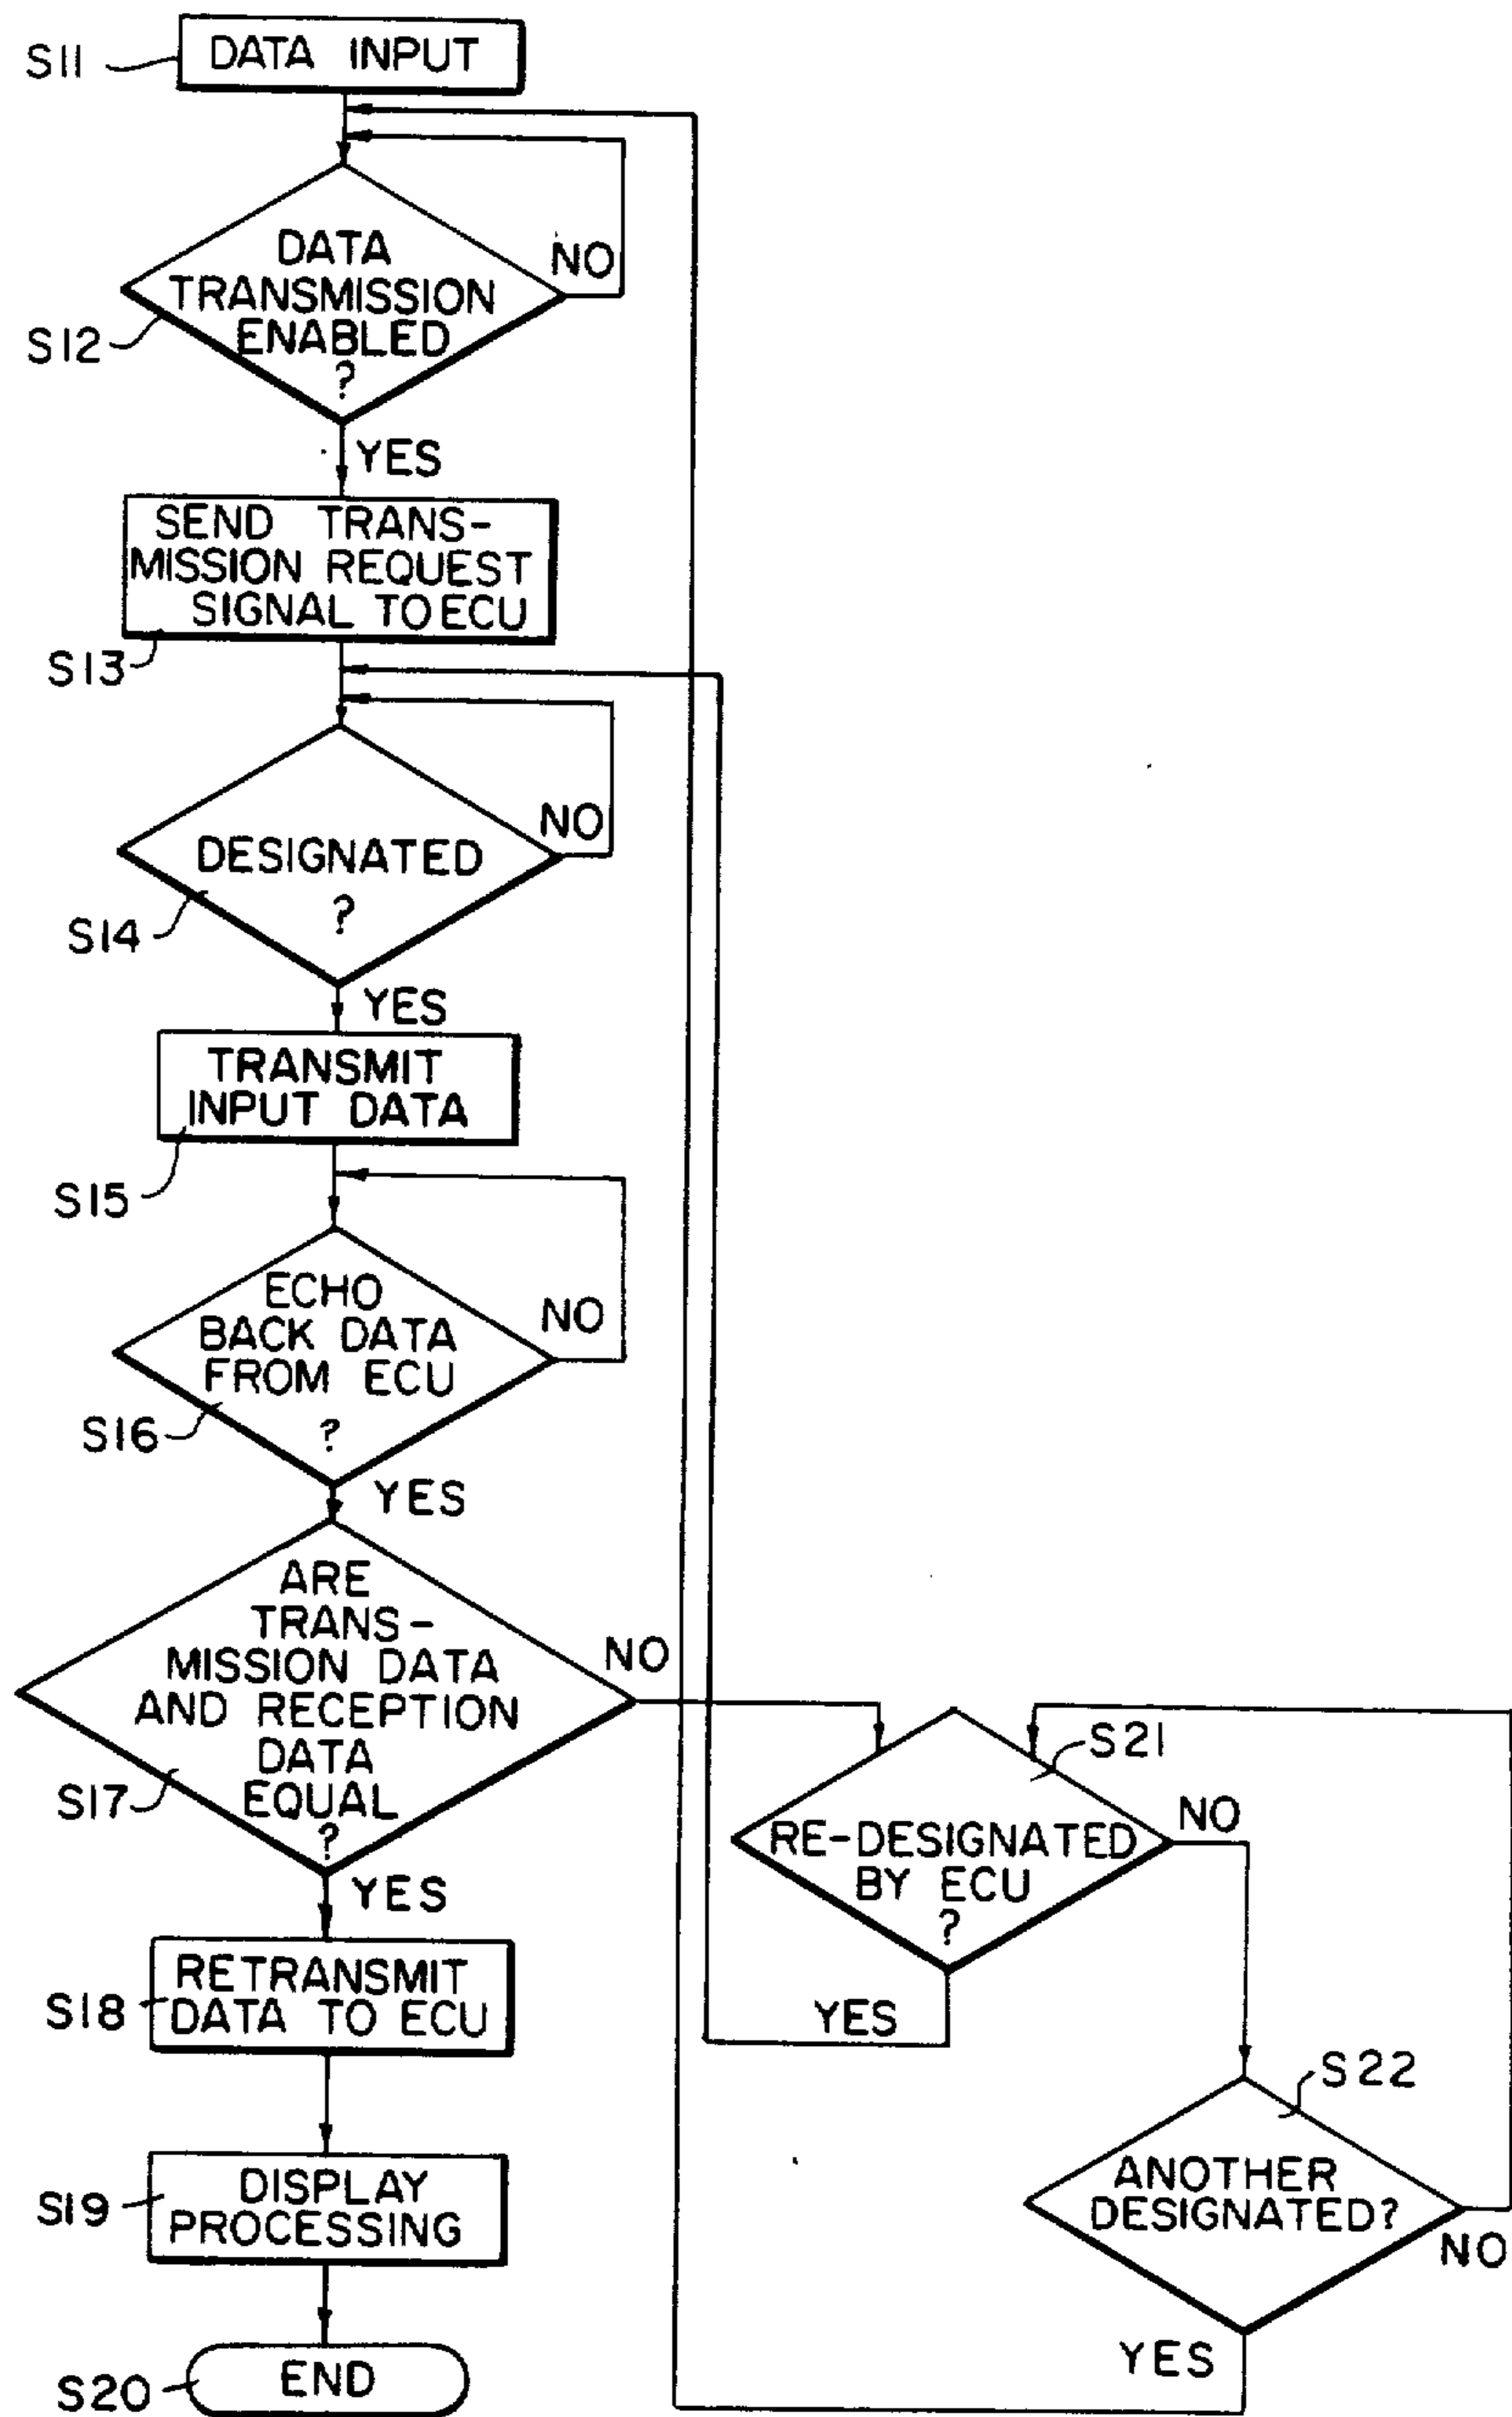 S11
DATA INPUT
DATA
TRANSMISSION
ENABLED
?
NO
S12
YES
SEND TRANS-
MISSION REQUEST
SIGNAL TO ECU
S13
DESIGNATED
?
NO
S14
YES
TRANSMIT
INPUT DATA
S15
ECHO
BACK DATA
FROM ECU
?
NO
S16
YES
ARE
TRANS-
MISSION DATA
AND RECEPTION
DATA
EQUAL
?
NO
S17
YES
S21
RE-DESIGNATED
BY ECU
?
NO
YES
RETRANSMIT
DATA TO ECU
S18
S22
ANOTHER
DESIGNATED?
NO
YES
DISPLAY
PROCESSING
S19
END
S20